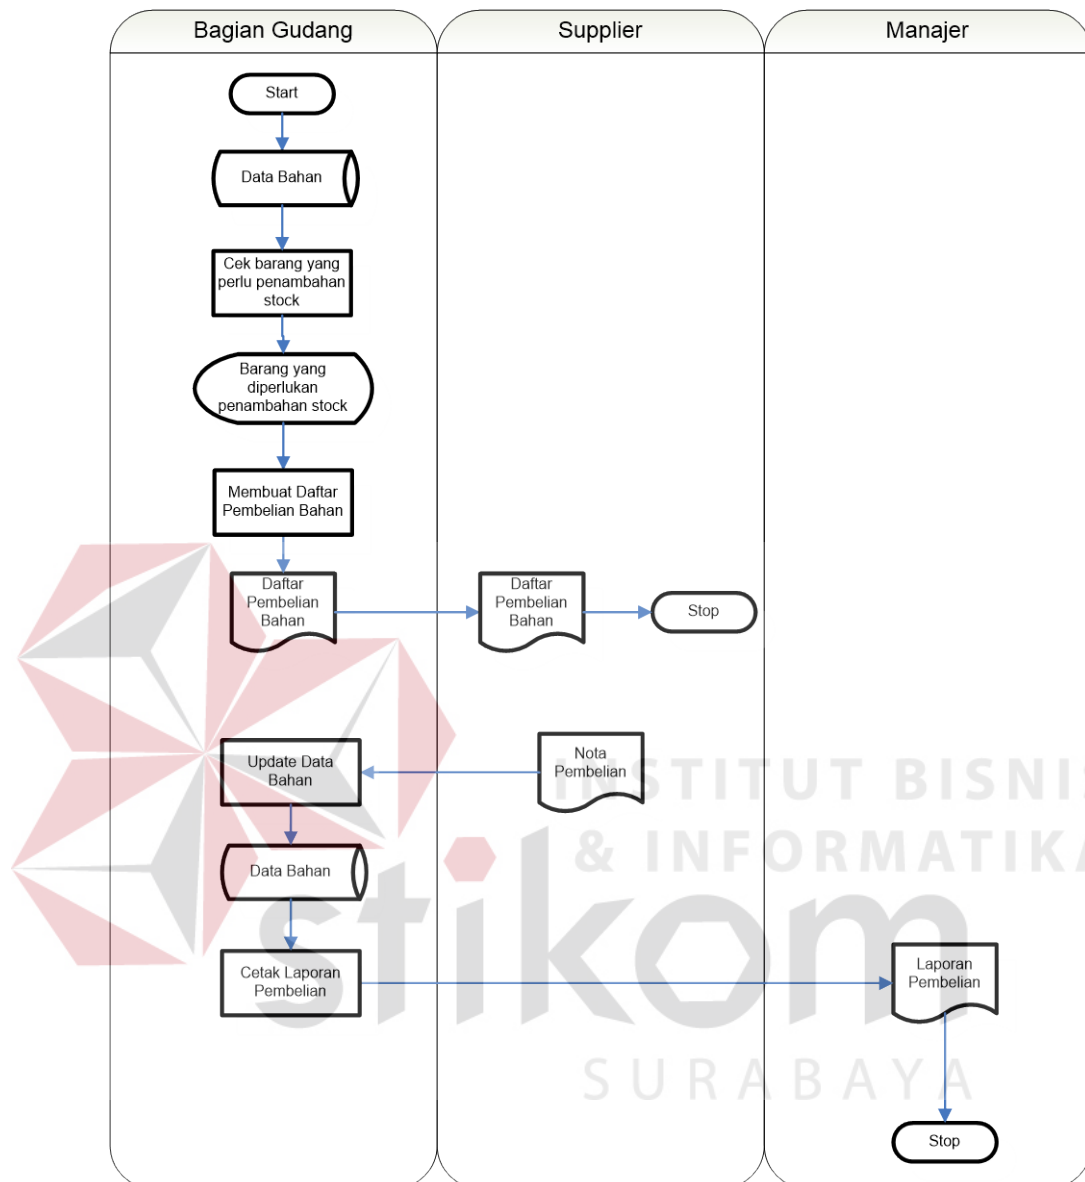 Bagian Gudang
Supplier
Manajer
Start
Data Bahan
Cek barang yang
perlu penambahan
stock
Barang yang
diperlukan
penambahan stock
Membuat Daftar
Pembelian Bahan
Daftar
Pembelian
Bahan
Daftar
Pembelian
Bahan
Stop
Update Data
Bahan
Nota
Pembelian
INSTITUT BISNIS
& INFORMATIKA
Data Bahan
stikom
Cetak Laporan
Pembelian
Laporan
Pembelian
SURABAYA
Stop